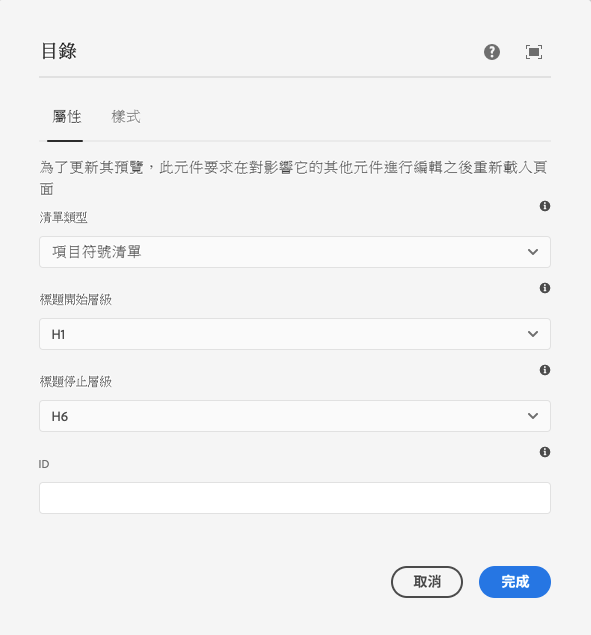 目錄
屬性 樣式
為了更新其預覽，此元件要求在對影響它的其他元件進行編輯之後重新載入頁
面
清單類型
項目符號清單
標題開始層級
H1
標題停止層級
H6
ID
取消 完成